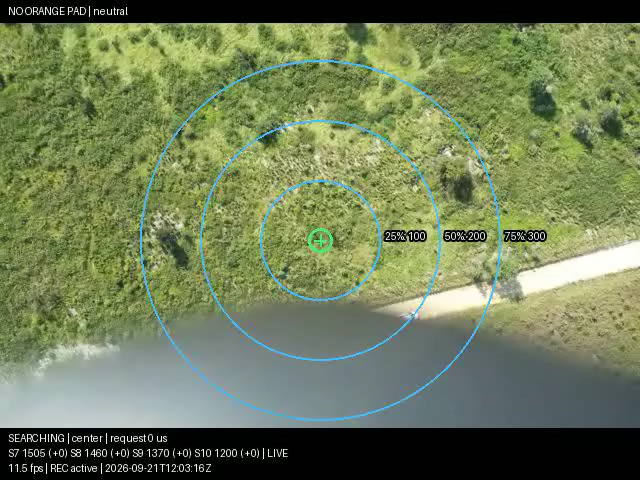 NO ORANGE PAD | neutral
25% 100
50% 200
75% 300
SEARCHING | center | request 0 us
S7 1505 (+0) S8 1460 (+0) S9 1370 (+0) S10 1200 (+0) | LIVE
11.5 fps | REC active | 2026-09-21T12:03:16Z